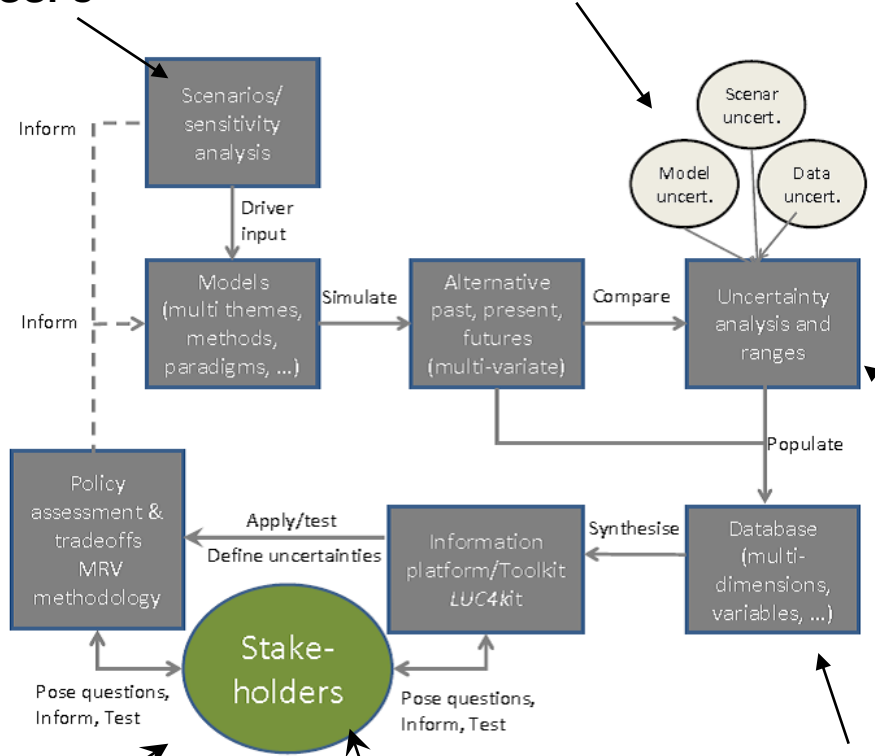 Scenar
uncert.
Scenarios/
sensitivity
analysis
Inform
Model
uncert.
Data
uncert.
Driver
input
Models
(multi themes,
methods,
paradigms, ...)
Simulate
Alternative
past, present,
futures
(multi-variate)
Compare
Uncertainty
analysis and
ranges
Inform
Populate
Policy
assessment &
tradeoffs
MRV
methodology
Apply/test
Define uncertainties
Information
platform/Toolkit
LUC4kit
Synthesise
Database
(multi-
dimensions,
variables, ...)
Stake-
holders
Pose questions,
Inform, Test
Pose questions,
Inform, Test